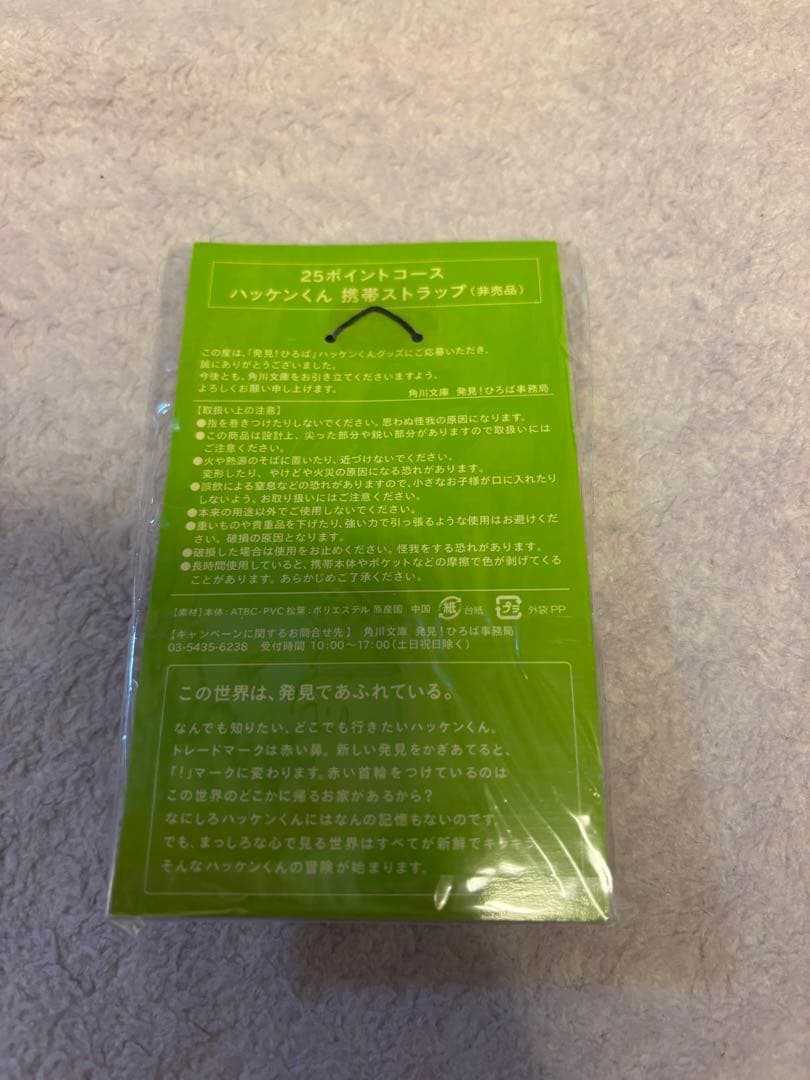 25ポイントコース
ハッケンくん 携帯ストラップ(非売品)
この度は、「発見!ひろば」ハッケンくんグッズにご応募いただき、
誠にありがとうございました。
今後とも、角川文庫をお引き立てくださいますよう、
よろしくお願い申し上げます。
角川文庫 発見!ひろば事務局
【取扱い上の注意】
●指を巻きつけたりしないでください。思わぬ怪我の原因になります。
●この商品は設計上、尖った部分や鋭い部分がありますので取扱いには
ご注意ください。
●火や熱源のそばに置いたり、近づけないでください。
変形したり、やけどや火災の原因になる恐れがあります。
●誤飲による窒息などの恐れがありますので、小さなお子様が口に入れたり
しないよう、お取り扱いにはご注意ください。
●本来の用途以外でご使用しないでください。
●重いものや貴重品を下げたり、強い力で引っ張るような使用はお避けくだ
さい。破損の原因となります。
●破損した場合は使用をお止めください。怪我をする恐れがあります。
●長時間使用していると、携帯本体やポケットなどの摩擦で色が剥げてくる
ことがあります。あらかじめご了承ください。
【素材】本体:ATBC-PVC 松葉:ポリエステル 原産国 中国 紙 台紙 プラ 外袋 PP
【キャンペーンに関するお問合せ先】 角川文庫 発見!ひろば事務局
03-5435-6238 受付時間 10:00〜17:00(土日祝日除く)
この世界は、発見であふれている。
なんでも知りたい、どこでも行きたいハッケンくん。
トレードマークは赤い鼻。新しい発見をかぎあてると、
「!」マークに変わります。赤い首輪をつけているのは
この世界のどこかに帰るお家があるから?
なにしろハッケンくんにはなんの記憶もないのです。
でも、まっしろな心で見る世界はすべてが新鮮でキラキラ
そんなハッケンくんの冒険が始まります。